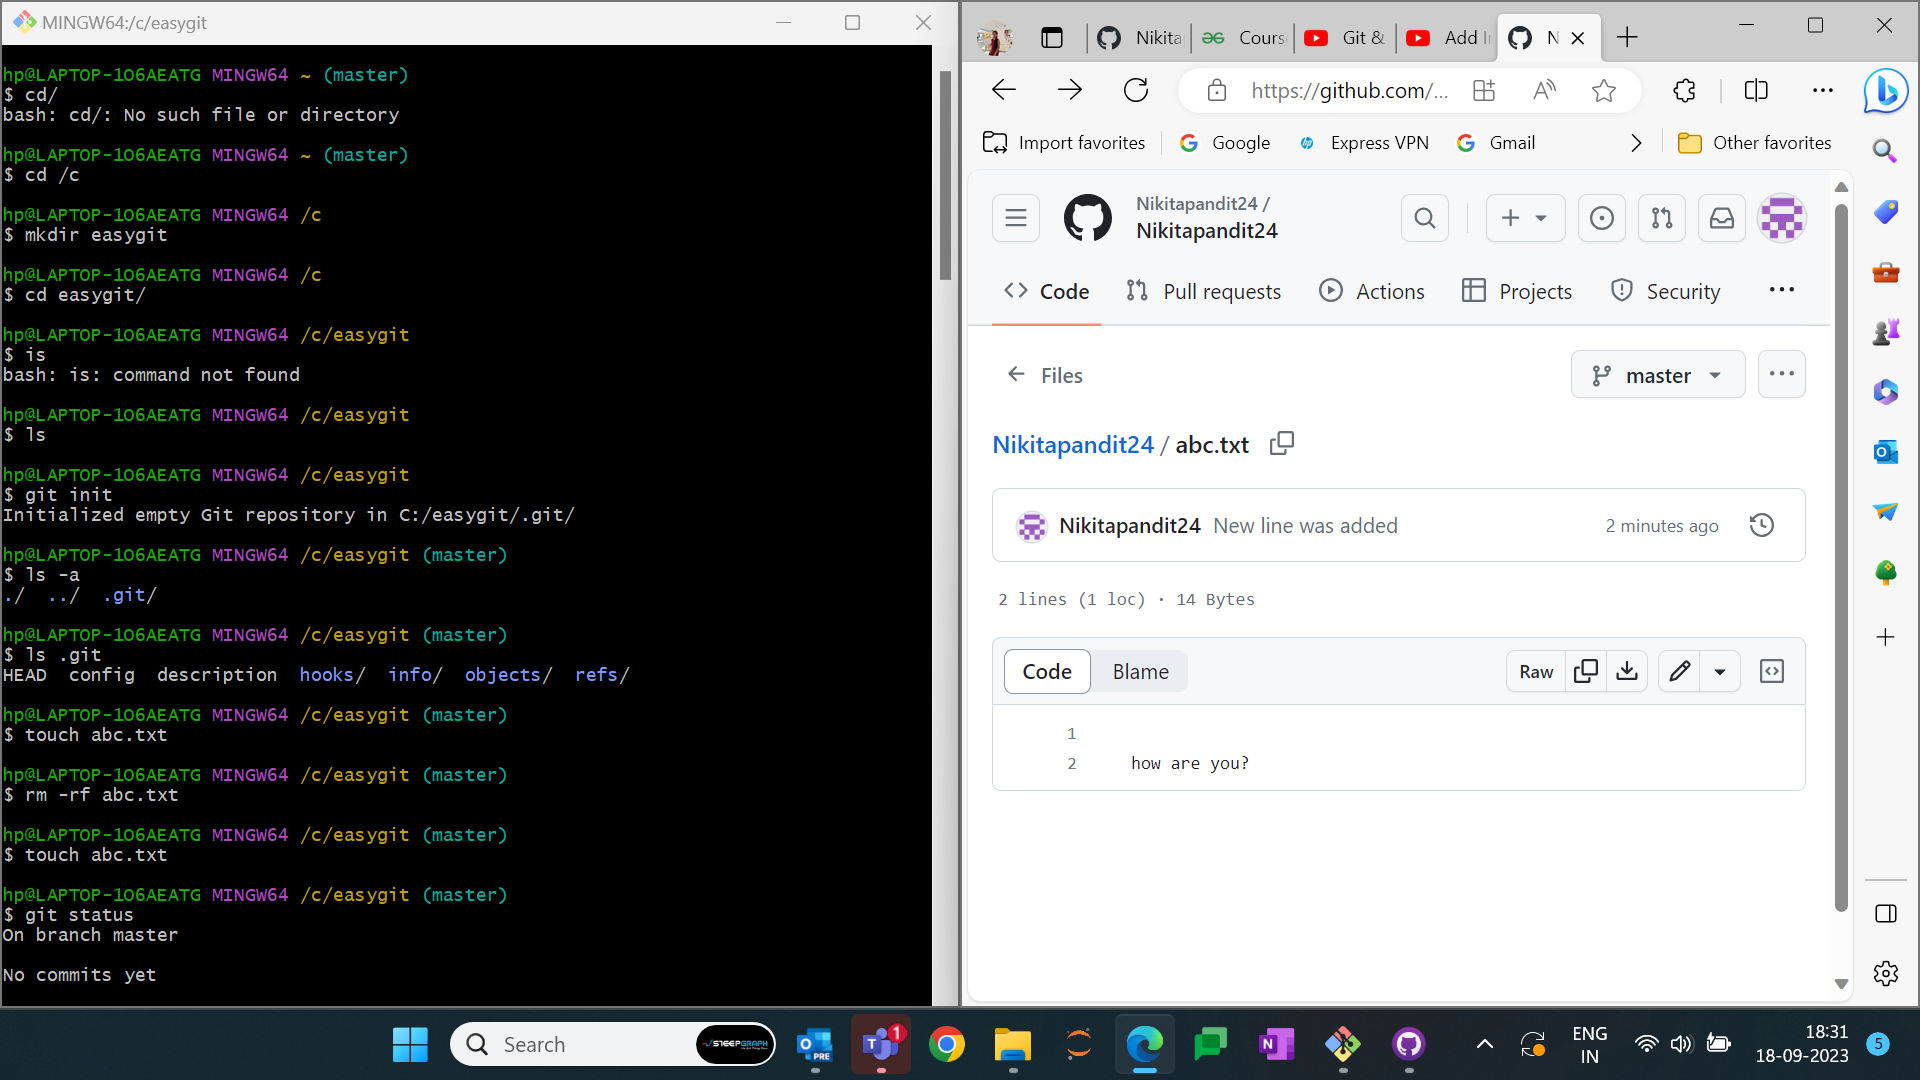 MINGW64:/c/easygit
hp@LAPTOP-1O6AEATG MINGW64 ~ (master)
$ cd/
bash: cd/: No such file or directory
hp@LAPTOP-1O6AEATG MINGW64 ~ (master)
$ cd /c
hp@LAPTOP-1O6AEATG MINGW64 /c
$ mkdir easygit
hp@LAPTOP-1O6AEATG MINGW64 /c
$ cd easygit/
hp@LAPTOP-1O6AEATG MINGW64 /c/easygit
$ is
bash: is: command not found
hp@LAPTOP-1O6AEATG MINGW64 /c/easygit
$ ls
hp@LAPTOP-1O6AEATG MINGW64 /c/easygit
$ git init
Initialized empty Git repository in C:/easygit/.git/
hp@LAPTOP-1O6AEATG MINGW64 /c/easygit (master)
$ ls -a
./  ../  .git/
hp@LAPTOP-1O6AEATG MINGW64 /c/easygit (master)
$ ls .git
HEAD  config  description  hooks/  info/  objects/  refs/
hp@LAPTOP-1O6AEATG MINGW64 /c/easygit (master)
$ touch abc.txt
hp@LAPTOP-1O6AEATG MINGW64 /c/easygit (master)
$ rm -rf abc.txt
hp@LAPTOP-1O6AEATG MINGW64 /c/easygit (master)
$ touch abc.txt
hp@LAPTOP-1O6AEATG MINGW64 /c/easygit (master)
$ git status
On branch master
No commits yet
Nikita Cours Git & Add I N
https://github.com/...
Import favorites Google Express VPN Gmail Other favorites
Nikitapandit24 /
Nikitapandit24
Code Pull requests Actions Projects Security
Files master
Nikitapandit24 / abc.txt
Nikitapandit24 New line was added 2 minutes ago
2 lines (1 loc) · 14 Bytes
Code Blame Raw
1
2 how are you?
Search STEEPGRAPH PRE 1 ENG 18:31
IN 18-09-2023 5